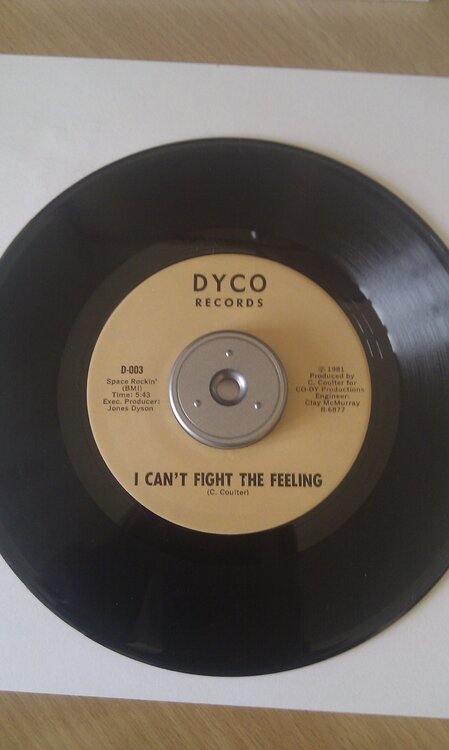 DYCO
RECORDS
D-003
Space Rockin'
(BMI)
Time: 5:43
Exec. Producer:
Jones Dyson
℗ 1981
Produced by
C. Coulter for
CO-DY Productions
Engineer:
Clay McMurray
R-6877
I CAN'T FIGHT THE FEELING
(C. Coulter)